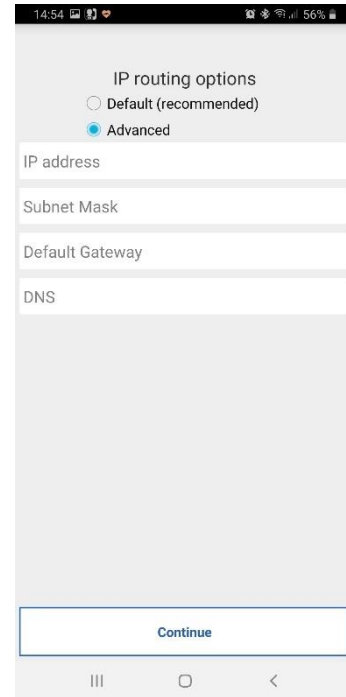 14:54 56%
IP routing options
Default (recommended)
Advanced
IP address
Subnet Mask
Default Gateway
DNS
Continue